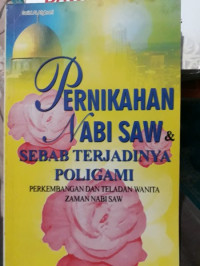 PERNIKAHAN
NABI SAW &
SEBAB TERJADINYA
POLIGAMI
PERKEMBANGAN DAN TELADAN WANITA
ZAMAN NABI SAW